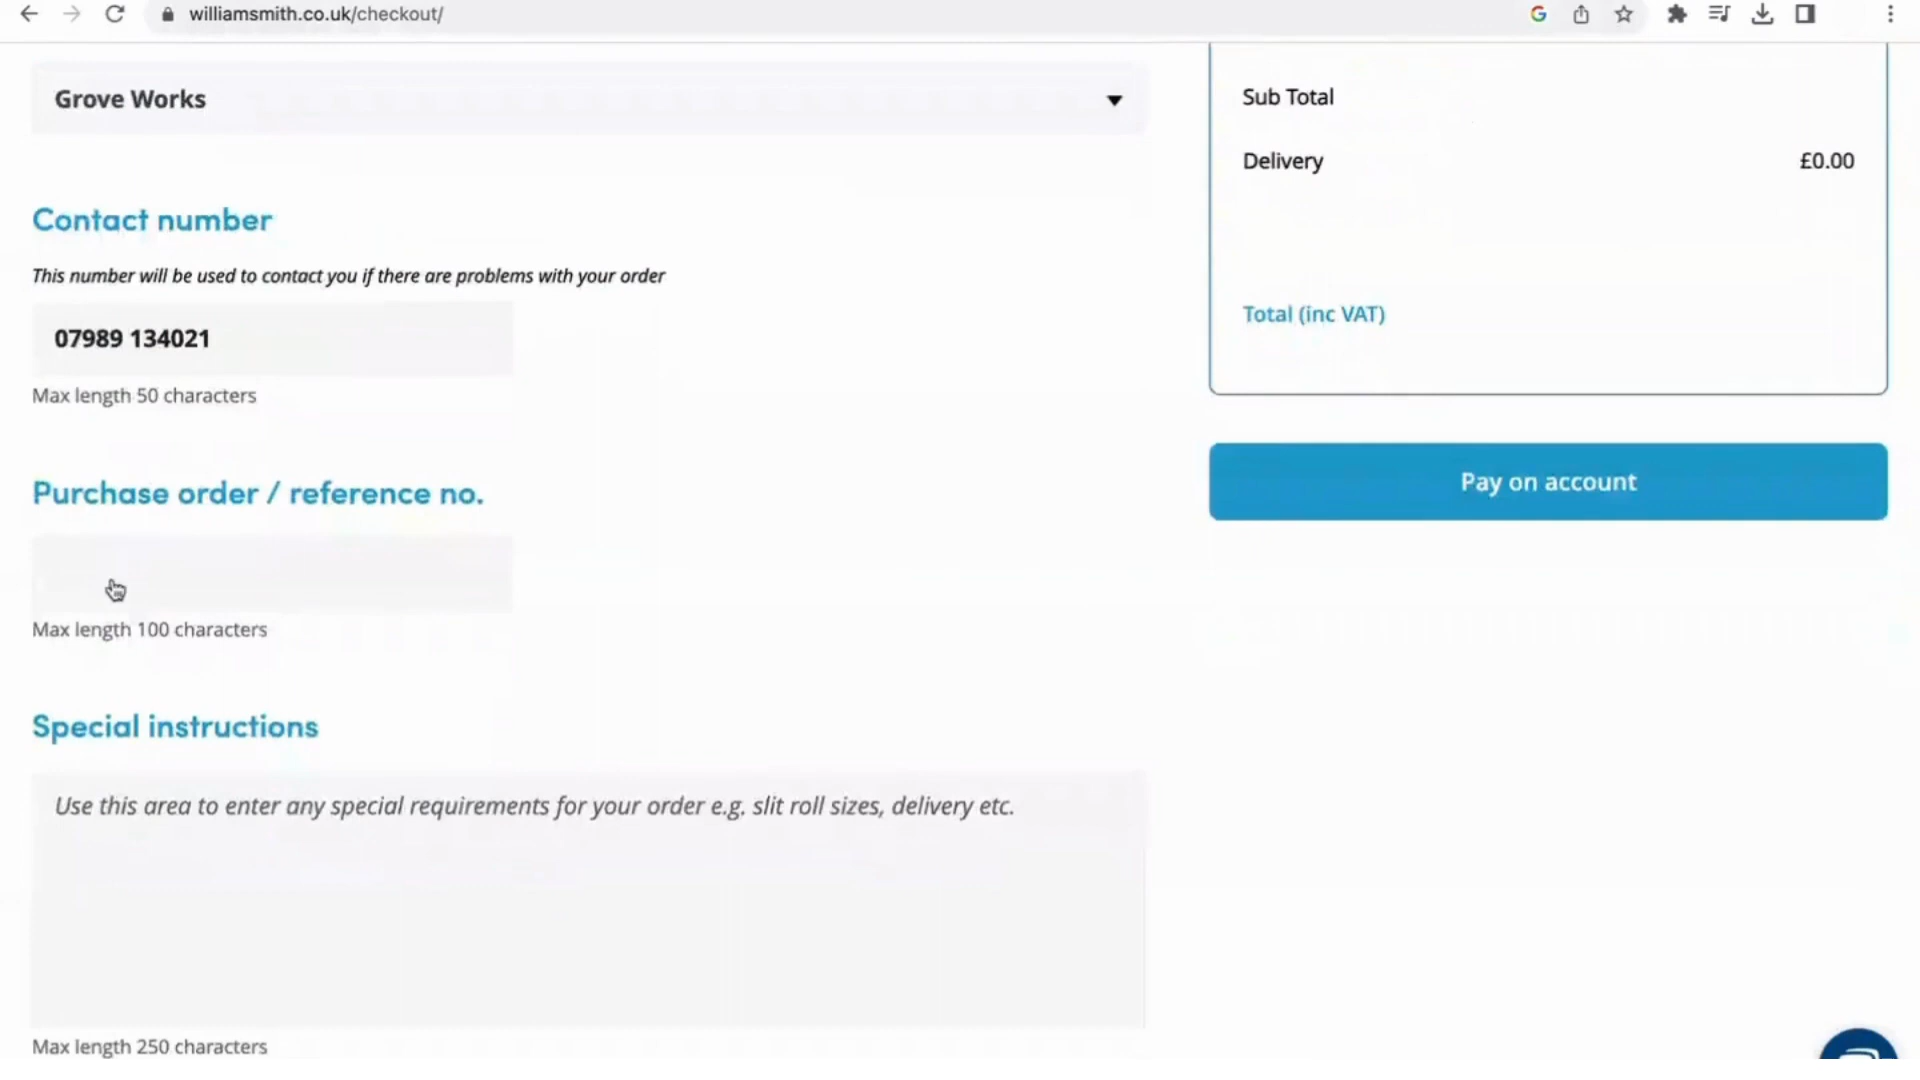 williamsmith.co.uk/checkout/
Grove Works
Sub Total
Delivery £0.00
Contact number
This number will be used to contact you if there are problems with your order
Total (inc VAT)
07989 134021
Max length 50 characters
Pay on account
Purchase order / reference no.
Max length 100 characters
Special instructions
Use this area to enter any special requirements for your order e.g. slit roll sizes, delivery etc.
Max length 250 characters